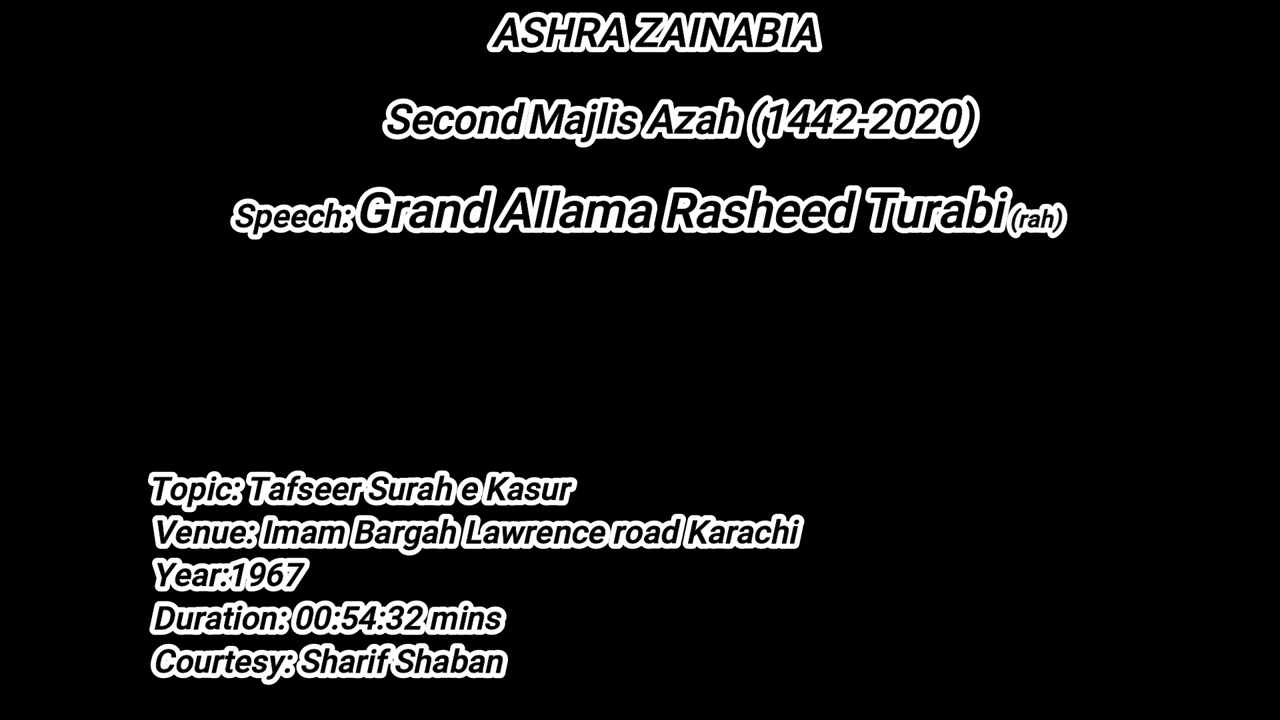 ASHRA ZAINABIA
Second Majlis Azah (1442-2020)
Speech: Grand Allama Rasheed Turabi (rah)
Topic: Tafseer Surah e Kasur
Venue: Imam Bargah Lawrence road Karachi
Year:1967
Duration: 00:54:32 mins
Courtesy: Sharif Shaban